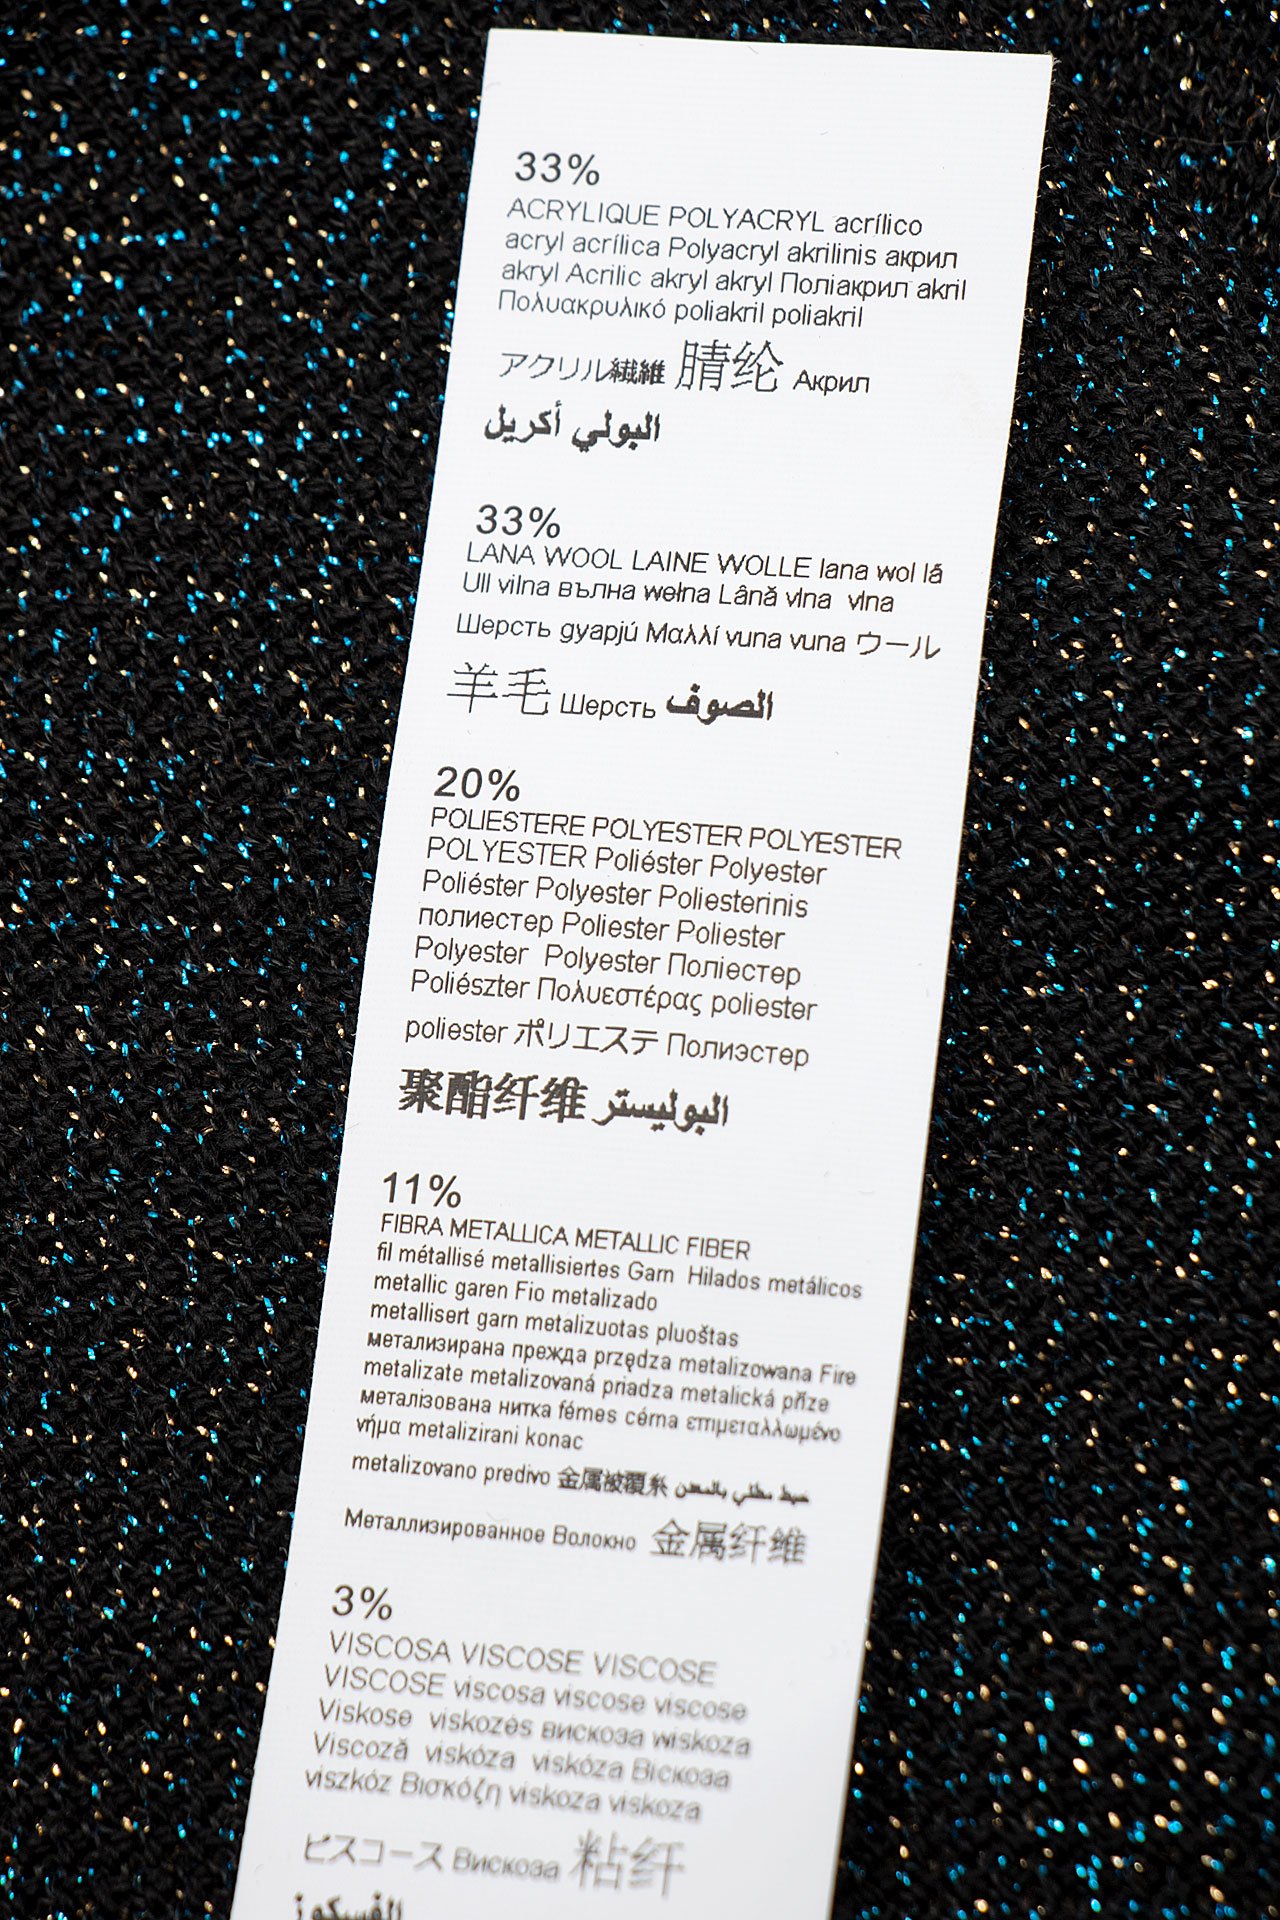 33%
ACRYLIQUE POLYACRYL acrílico
acryl acrílica Polyacryl akrilinis акрил
akryl Acrilic akryl akryl Поліакрил akril
Πολυακρυλικό poliakril poliakril
アクリル繊維 腈纶 Акрил
البولي أكريل
33%
LANA WOOL LAINE WOLLE lana wol lã
Ull vilna вълна wełna Lână vlna vlna
Шерсть gyapjú Μαλλί vuna vuna ウール
羊毛 Шерсть الصوف
20%
POLIESTERE POLYESTER POLYESTER
POLYESTER Poliéster Polyester
Poliéster Polyester Poliesterinis
полиестер Poliester Poliester
Polyester Polyester Поліестер
Poliészter Πολυεστέρας poliester
poliester ポリエステ Полиэстер
聚酯纤维 البوليستر
11%
FIBRA METALLICA METALLIC FIBER
fil métallisé metallisiertes Garn Hilados metálicos
metallic garen Fio metalizado
metallisert garn metalizuotas pluoštas
метализирана прежда przędza metalizowana Fire
metalizate metalizovaná priadza metalická příze
металізована нитка fémes cérna επιμεταλλωμένο
νήμα metalizirani konac
metalizovano predivo 金属被覆糸
Металлизированное Волокно 金属纤维
3%
VISCOSA VISCOSE VISCOSE
VISCOSE viscosa viscose viscose
Viskose viskozės вискоза wiskoza
Viscoză viskóza viskóza Віскоза
viszkóz Βισκόζη viskoza viskoza
ビスコース Вискоза 粘纤
الفسكوز